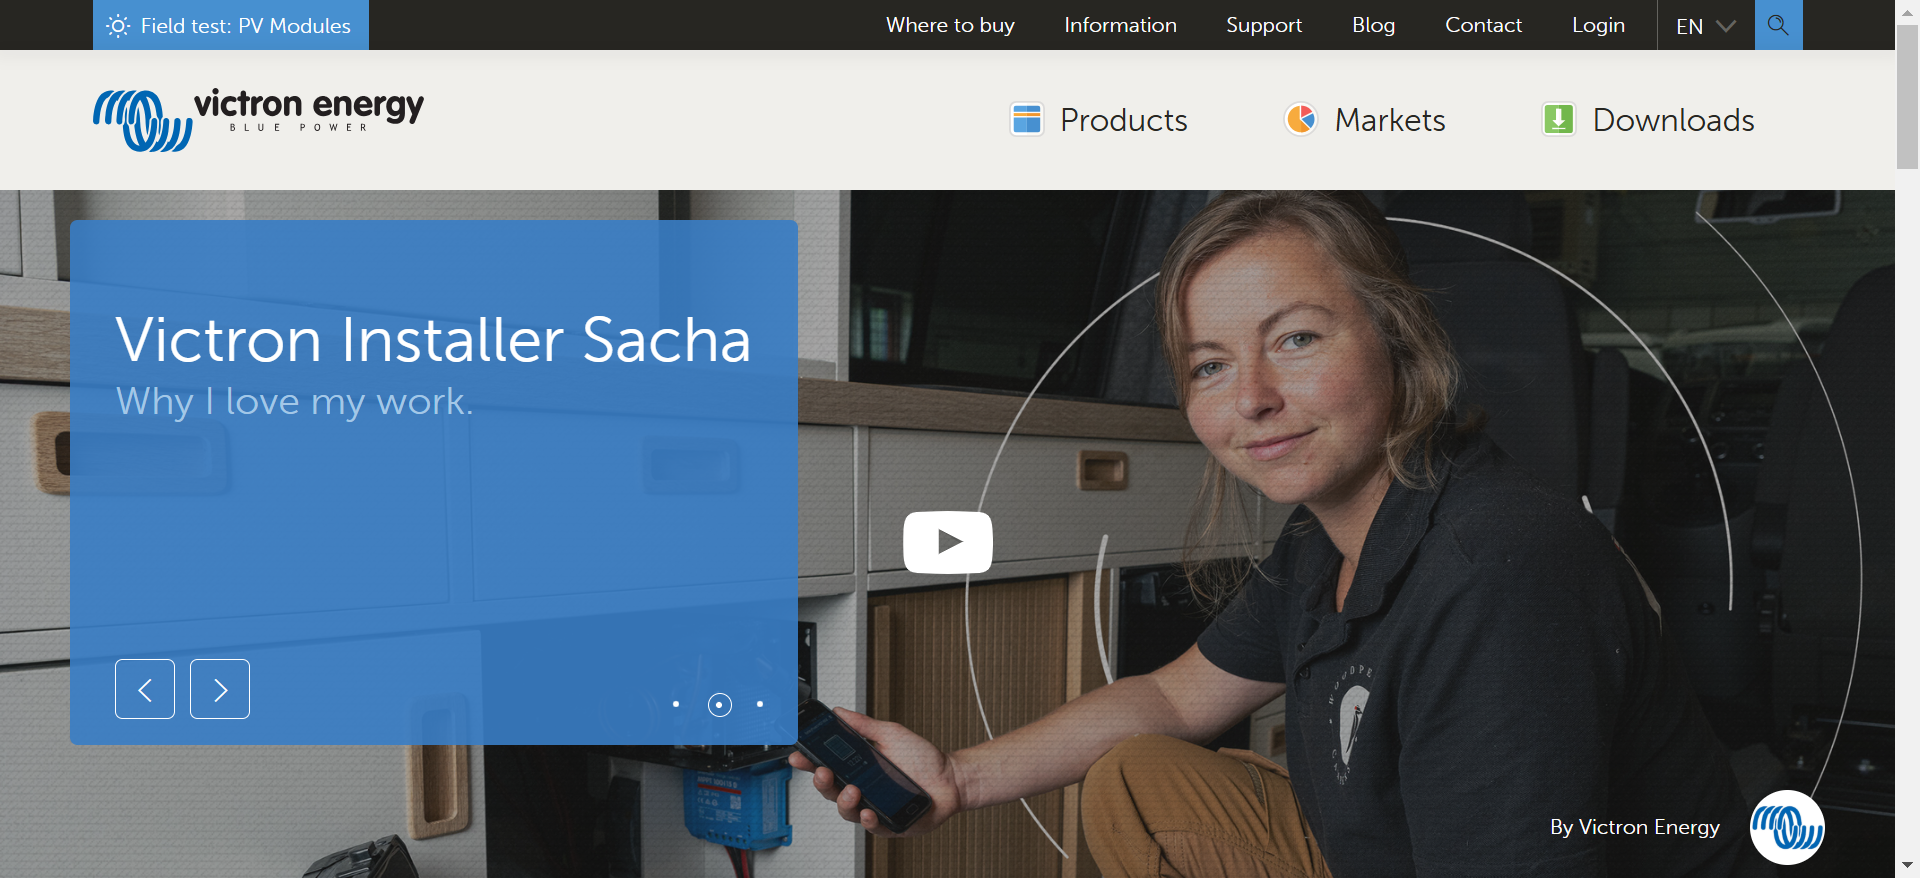 Field test: PV Modules
Where to buy
Information
Support
Blog
Contact
Login
EN
victron energy
BLUE POWER
Products
Markets
Downloads
Victron Installer Sacha
Why I love my work.
By Victron Energy